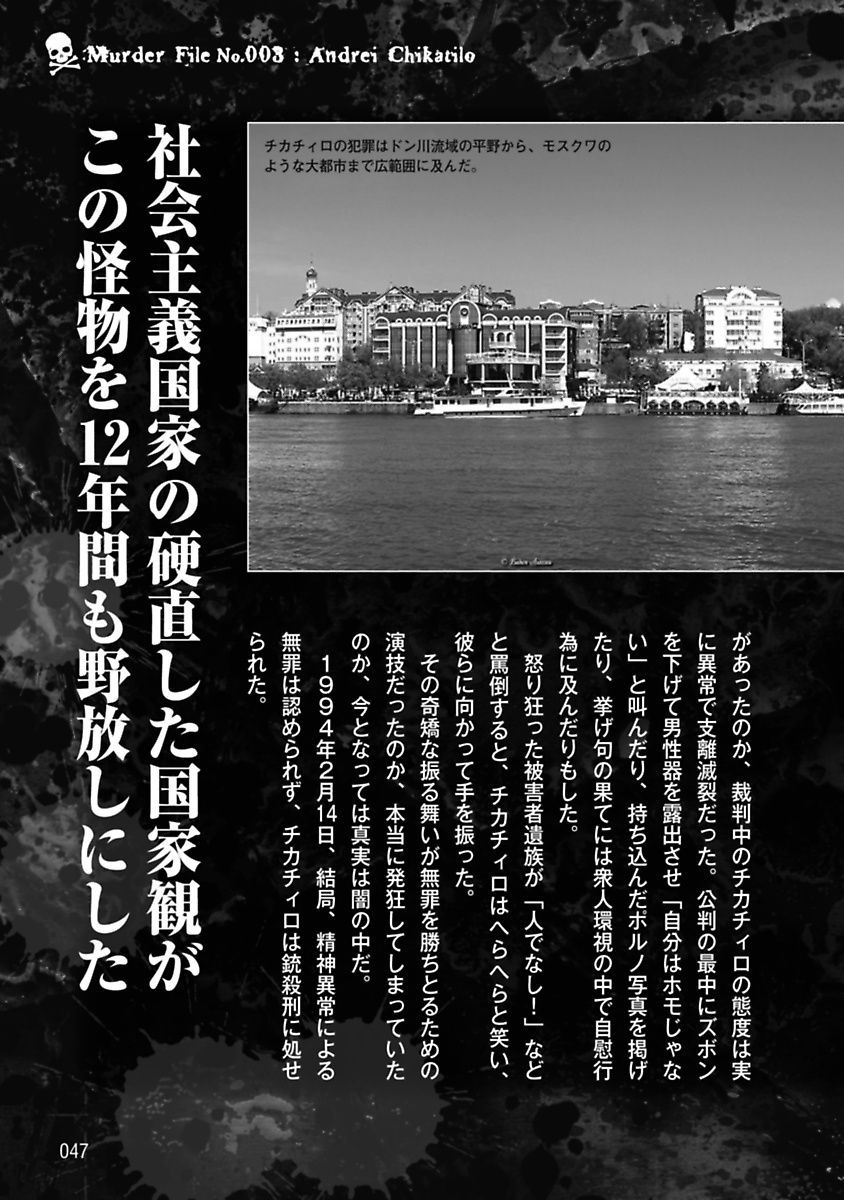 Murder File No.003 : Andrei Chikatilo
チカチィロの犯罪はドン川流域の平野から、モスクワの
ような大都市まで広範囲に及んだ。
社会主義国家の硬直した国家観が
この怪物を12年間も野放しにした
があったのか、裁判中のチカチィロの態度は実
に異常で支離滅裂だった。公判の最中にズボン
を下げて男性器を露出させ「自分はホモじゃな
い」と叫んだり、持ち込んだポルノ写真を掲げ
たり、挙げ句の果てには衆人環視の中で自慰行
為に及んだりもした。
怒り狂った被害者遺族が「人でなし!」など
と罵倒すると、チカチィロはへらへらと笑い、
彼らに向かって手を振った。
その奇矯な振る舞いが無罪を勝ちとるための
演技だったのか、本当に発狂してしまっていた
のか、今となっては真実は闇の中だ。
1994年2月14日、結局、精神異常による
無罪は認められず、チカチィロは銃殺刑に処せ
られた。
047